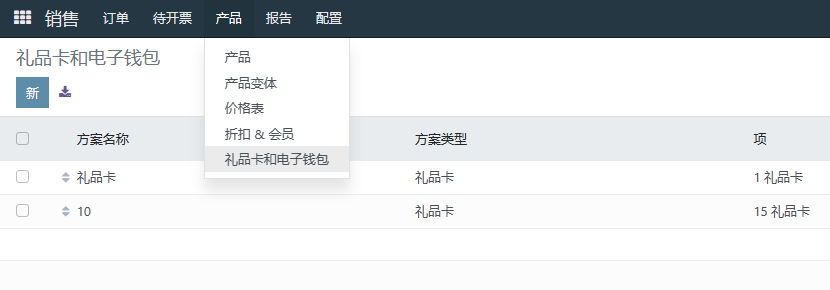 销售 订单 待开票 产品 报告 配置
礼品卡和电子钱包
新
产品
产品变体
价格表
折扣 & 会员
礼品卡和电子钱包
方案名称 方案类型 项
礼品卡 礼品卡 1 礼品卡
10 礼品卡 15 礼品卡